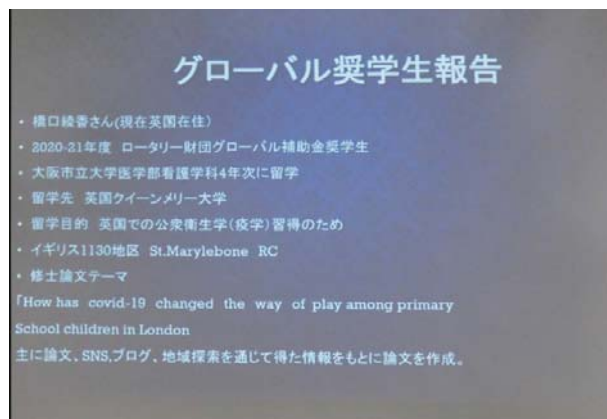 グローバル奨学生報告
・ 橋口綾香さん(現在英国在住)
・ 2020-21年度 ロータリー財団グローバル補助金奨学生
・ 大阪市立大学医学部看護学科4年次に留学
・ 留学先 英国クイーンメリー大学
・ 留学目的 英国での公衆衛生学(疫学)習得のため
・ イギリス1130地区 St.Marylebone RC
・ 修士論文テーマ
「How has covid-19 changed the way of play among primary
School children in London
主に論文、SNS,ブログ、地域探索を通じて得た情報をもとに論文を作成。